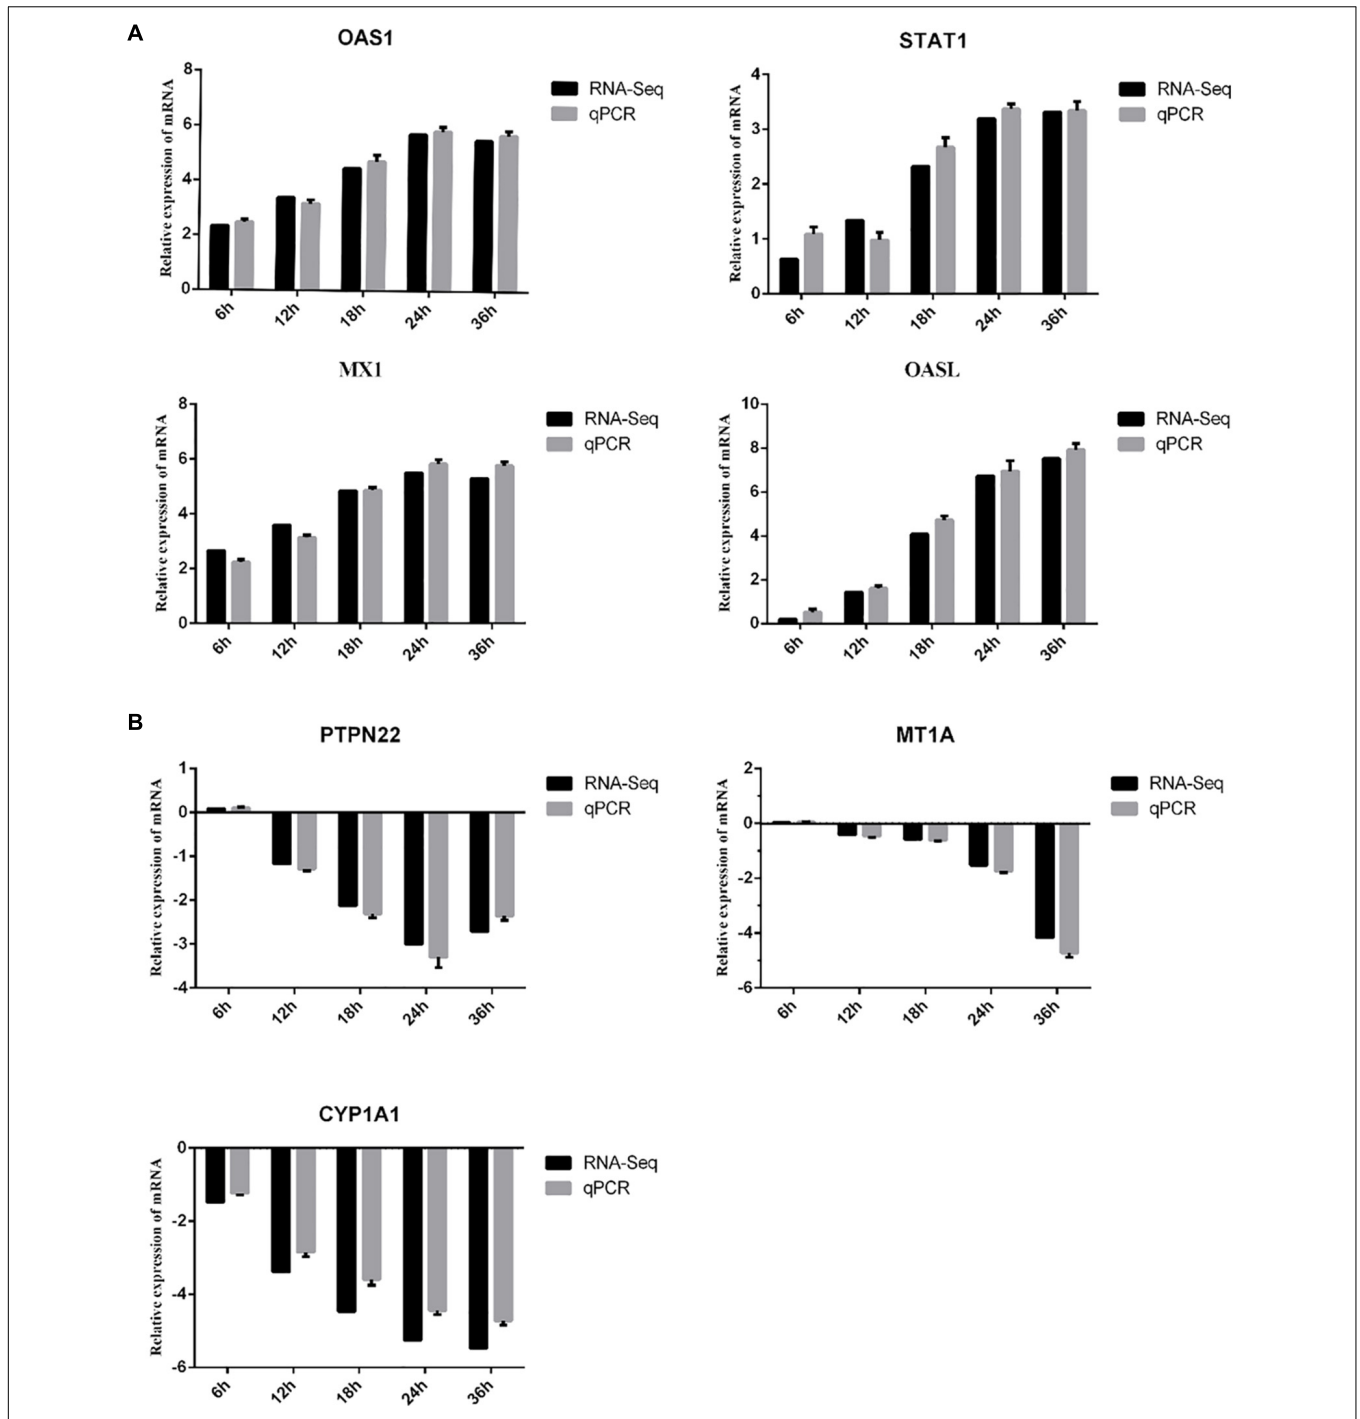 A
OAS1
Relative expression of mRNA
8
6
4
2
0
6h
12h
18h
24h
36h
RNA-Seq
qPCR
STAT1
Relative expression of mRNA
4
3
2
1
0
6h
12h
18h
24h
36h
RNA-Seq
qPCR
MX1
Relative expression of mRNA
8
6
4
2
0
6h
12h
18h
24h
36h
RNA-Seq
qPCR
OASL
Relative expression of mRNA
10
8
6
4
2
0
6h
12h
18h
24h
36h
RNA-Seq
qPCR
B
PTPN22
Relative expression of mRNA
1
0
-1
-2
-3
-4
6h
12h
18h
24h
36h
RNA-Seq
qPCR
MT1A
Relative expression of mRNA
2
0
-2
-4
-6
6h
12h
18h
24h
36h
RNA-Seq
qPCR
CYP1A1
Relative expression of mRNA
0
-2
-4
-6
6h
12h
18h
24h
36h
RNA-Seq
qPCR